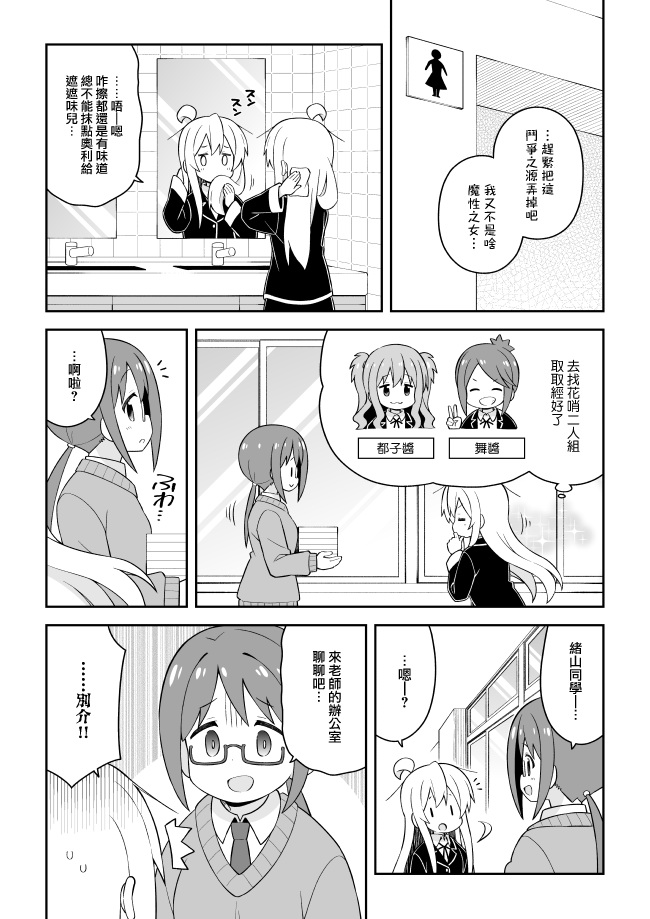 …趕緊把這
鬥爭之源弄掉吧
我又不是啥
魔性之女…
……唔—嗯
咋擦都還是有味道
總不能抹點奧利給
遮遮味兒…
スン
スン
去找花哨二人組
取取經好了
舞醬
都子醬
…啊啦?
ふわ…
緒山同學—…
…嗯—?
來老師的辦公室
聊聊吧…
……別介!!